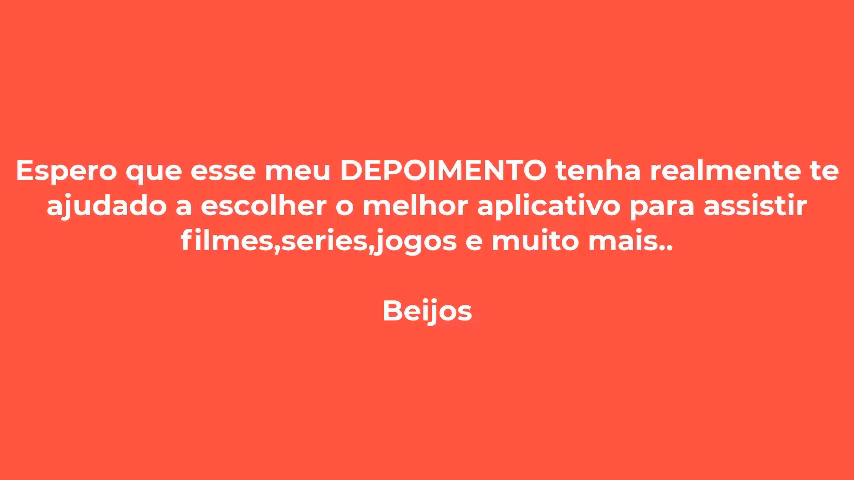 Espero que esse meu DEPOIMENTO tenha realmente te
ajudado a escolher o melhor aplicativo para assistir
filmes,series,jogos e muito mais..
Beijos